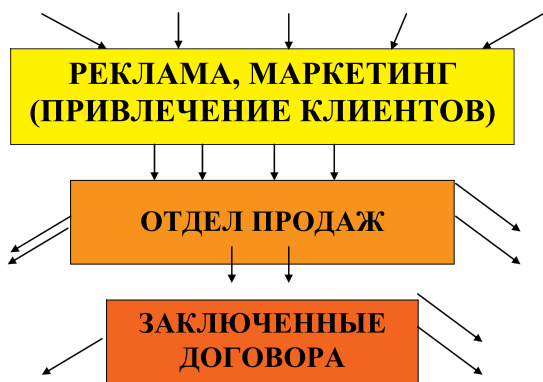 РЕКЛАМА, МАРКЕТИНГ
(ПРИВЛЕЧЕНИЕ КЛИЕНТОВ)
ОТДЕЛ ПРОДАЖ
ЗАКЛЮЧЕННЫЕ
ДОГОВОРА